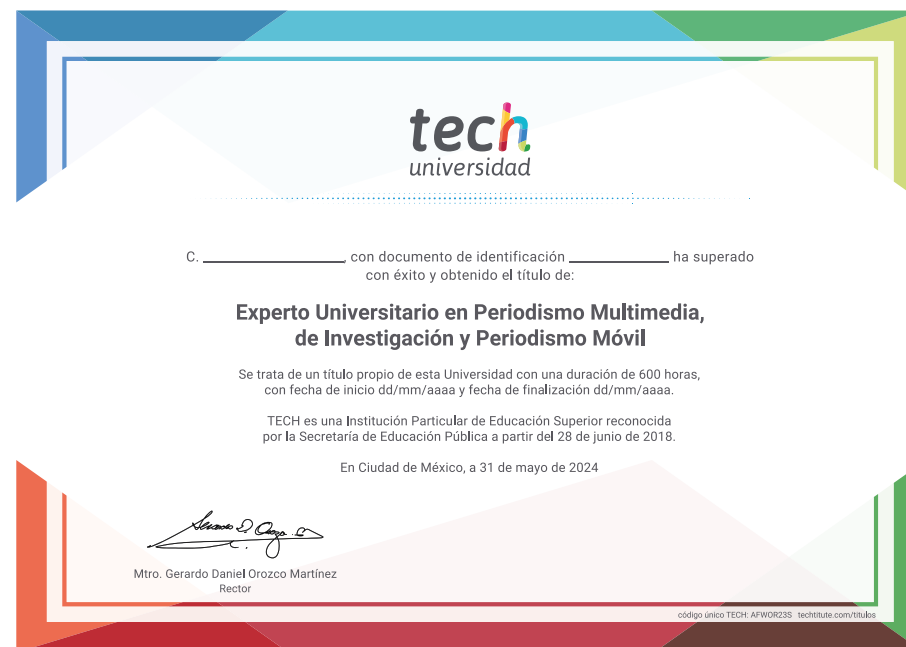 tech
universidad
C. ____________, con documento de identificación ____________ ha superado
con éxito y obtenido el título de:
Experto Universitario en Periodismo Multimedia,
de Investigación y Periodismo Móvil
Se trata de un título propio de esta Universidad con una duración de 600 horas,
con fecha de inicio dd/mm/aaaa y fecha de finalización dd/mm/aaaa.
TECH es una Institución Particular de Educación Superior reconocida
por la Secretaría de Educación Pública a partir del 28 de junio de 2018.
En Ciudad de México, a 31 de mayo de 2024
Mtro. Gerardo Daniel Orozco Martínez
Rector
código único TECH: AFWOR23S techtitute.com/titulos